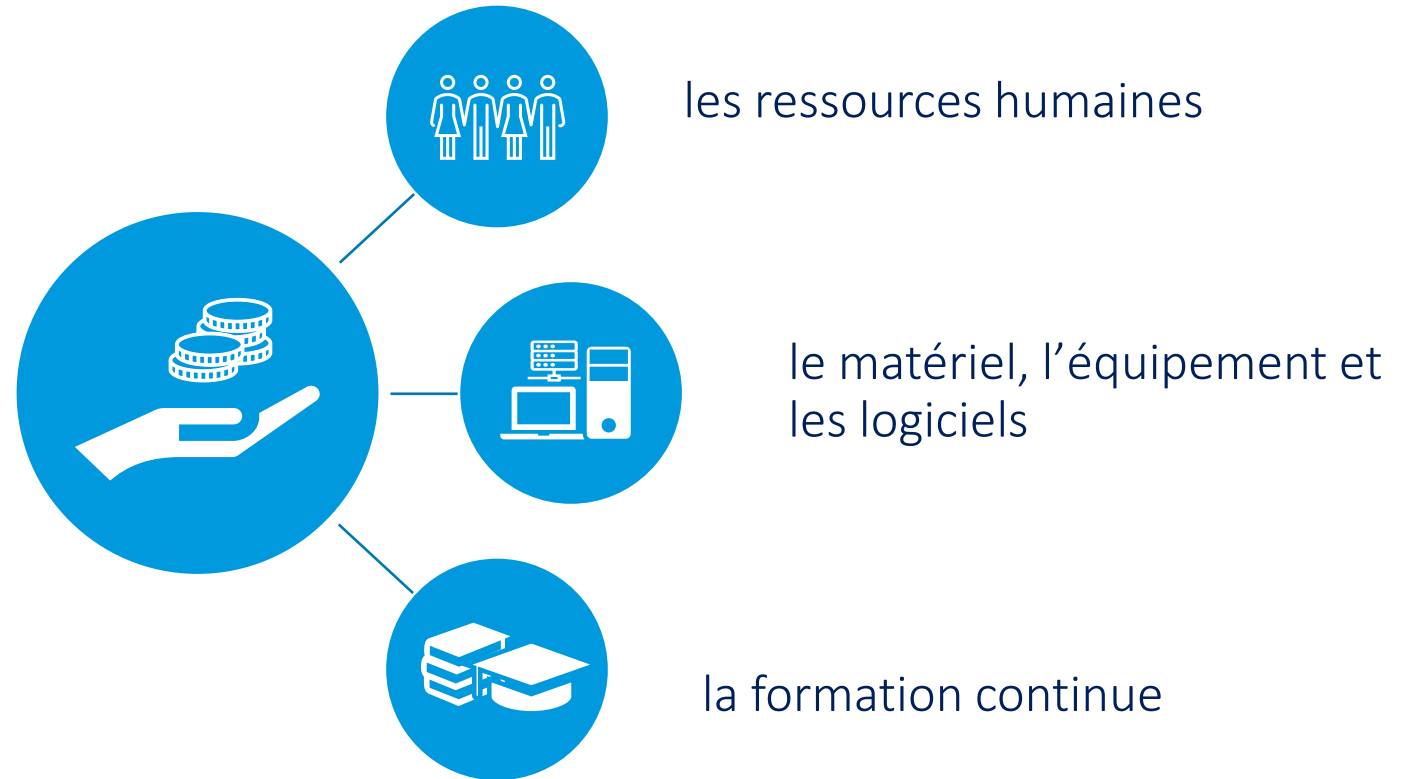 les ressources humaines
le matériel, l’équipement et
les logiciels
la formation continue